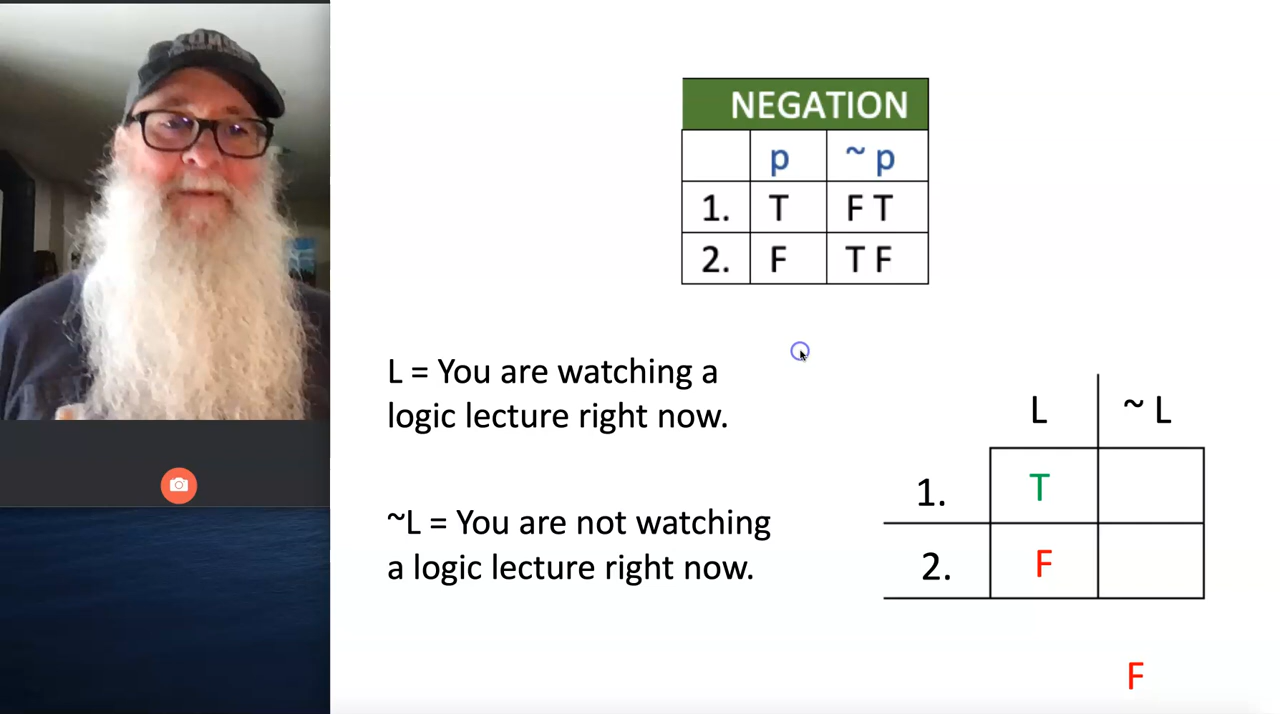 NEGATION
p ~ p
1. T F T
2. F T F
L = You are watching a
logic lecture right now.
~L = You are not watching
a logic lecture right now.
L ~ L
1. T
2. F
F